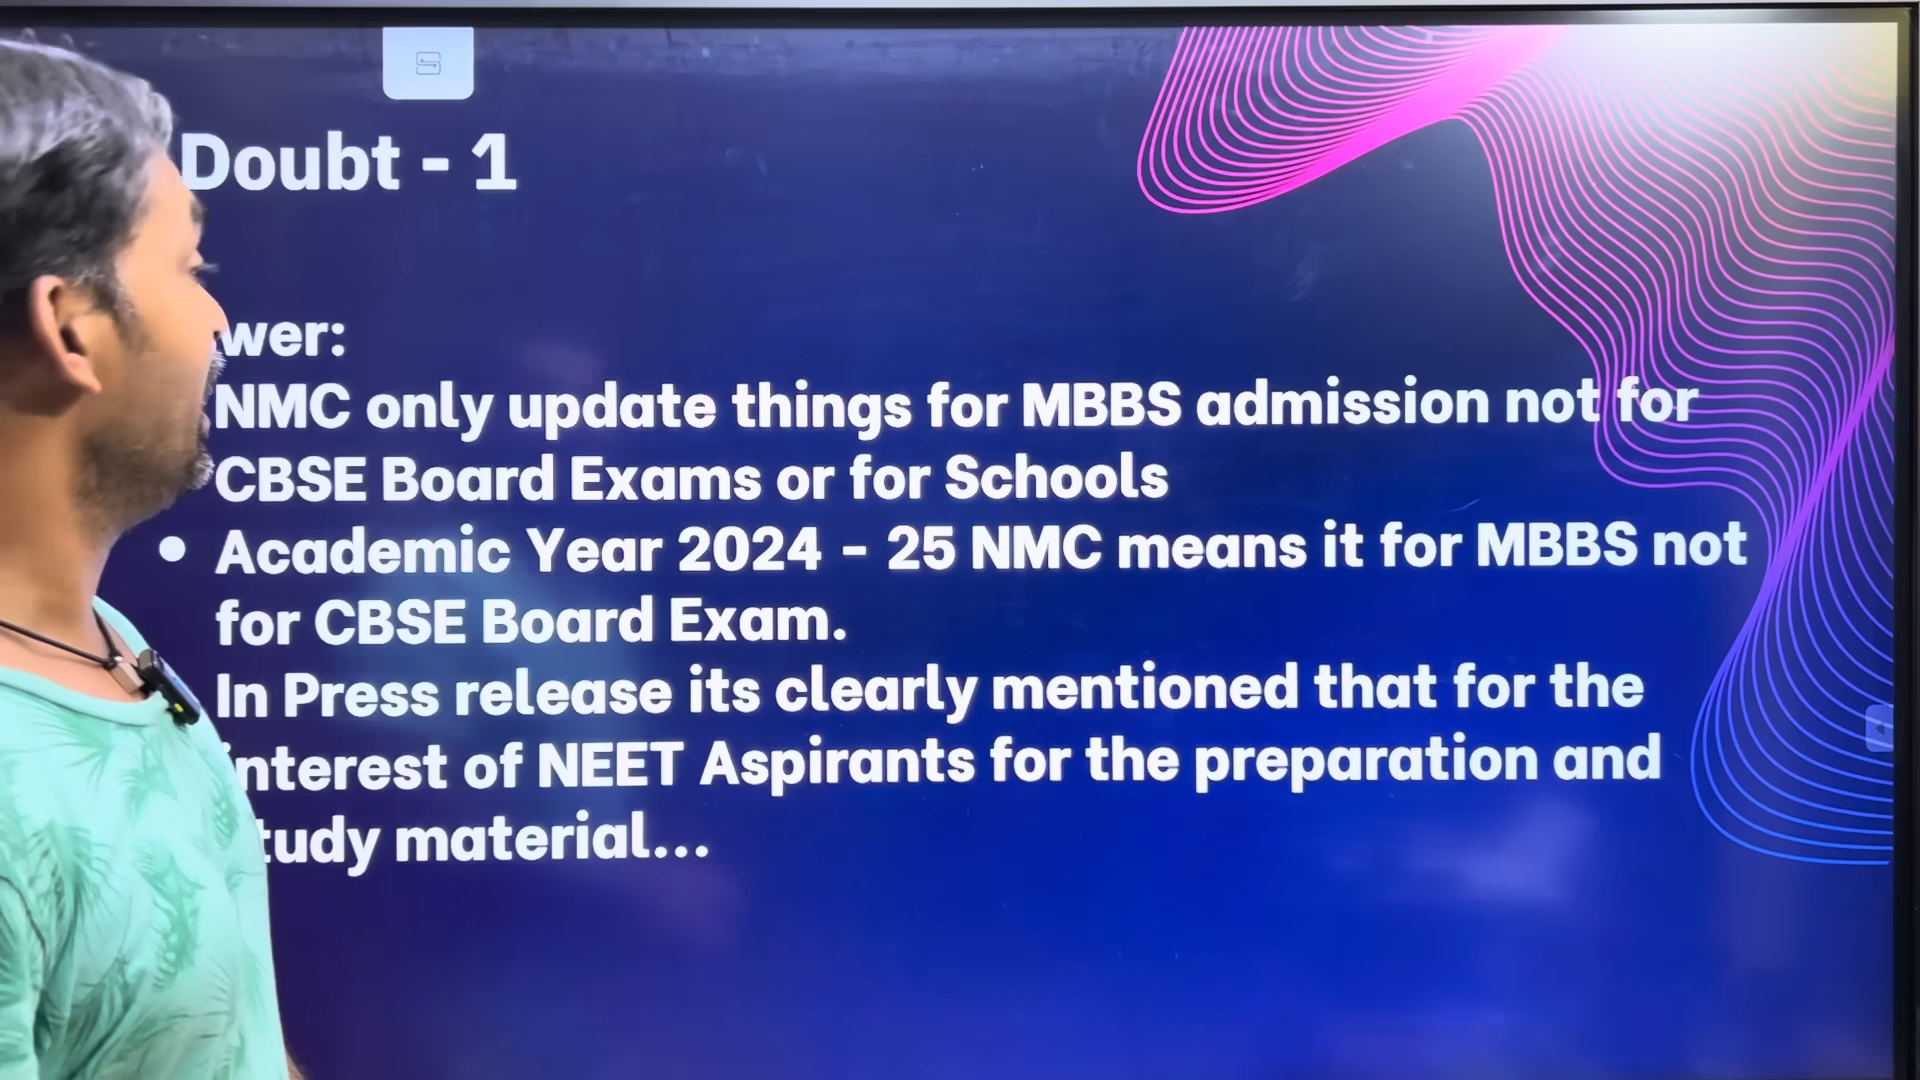 Doubt - 1
wer:
NMC only update things for MBBS admission not for
CBSE Board Exams or for Schools
• Academic Year 2024 - 25 NMC means it for MBBS not
for CBSE Board Exam.
In Press release its clearly mentioned that for the
interest of NEET Aspirants for the preparation and
tudy material...